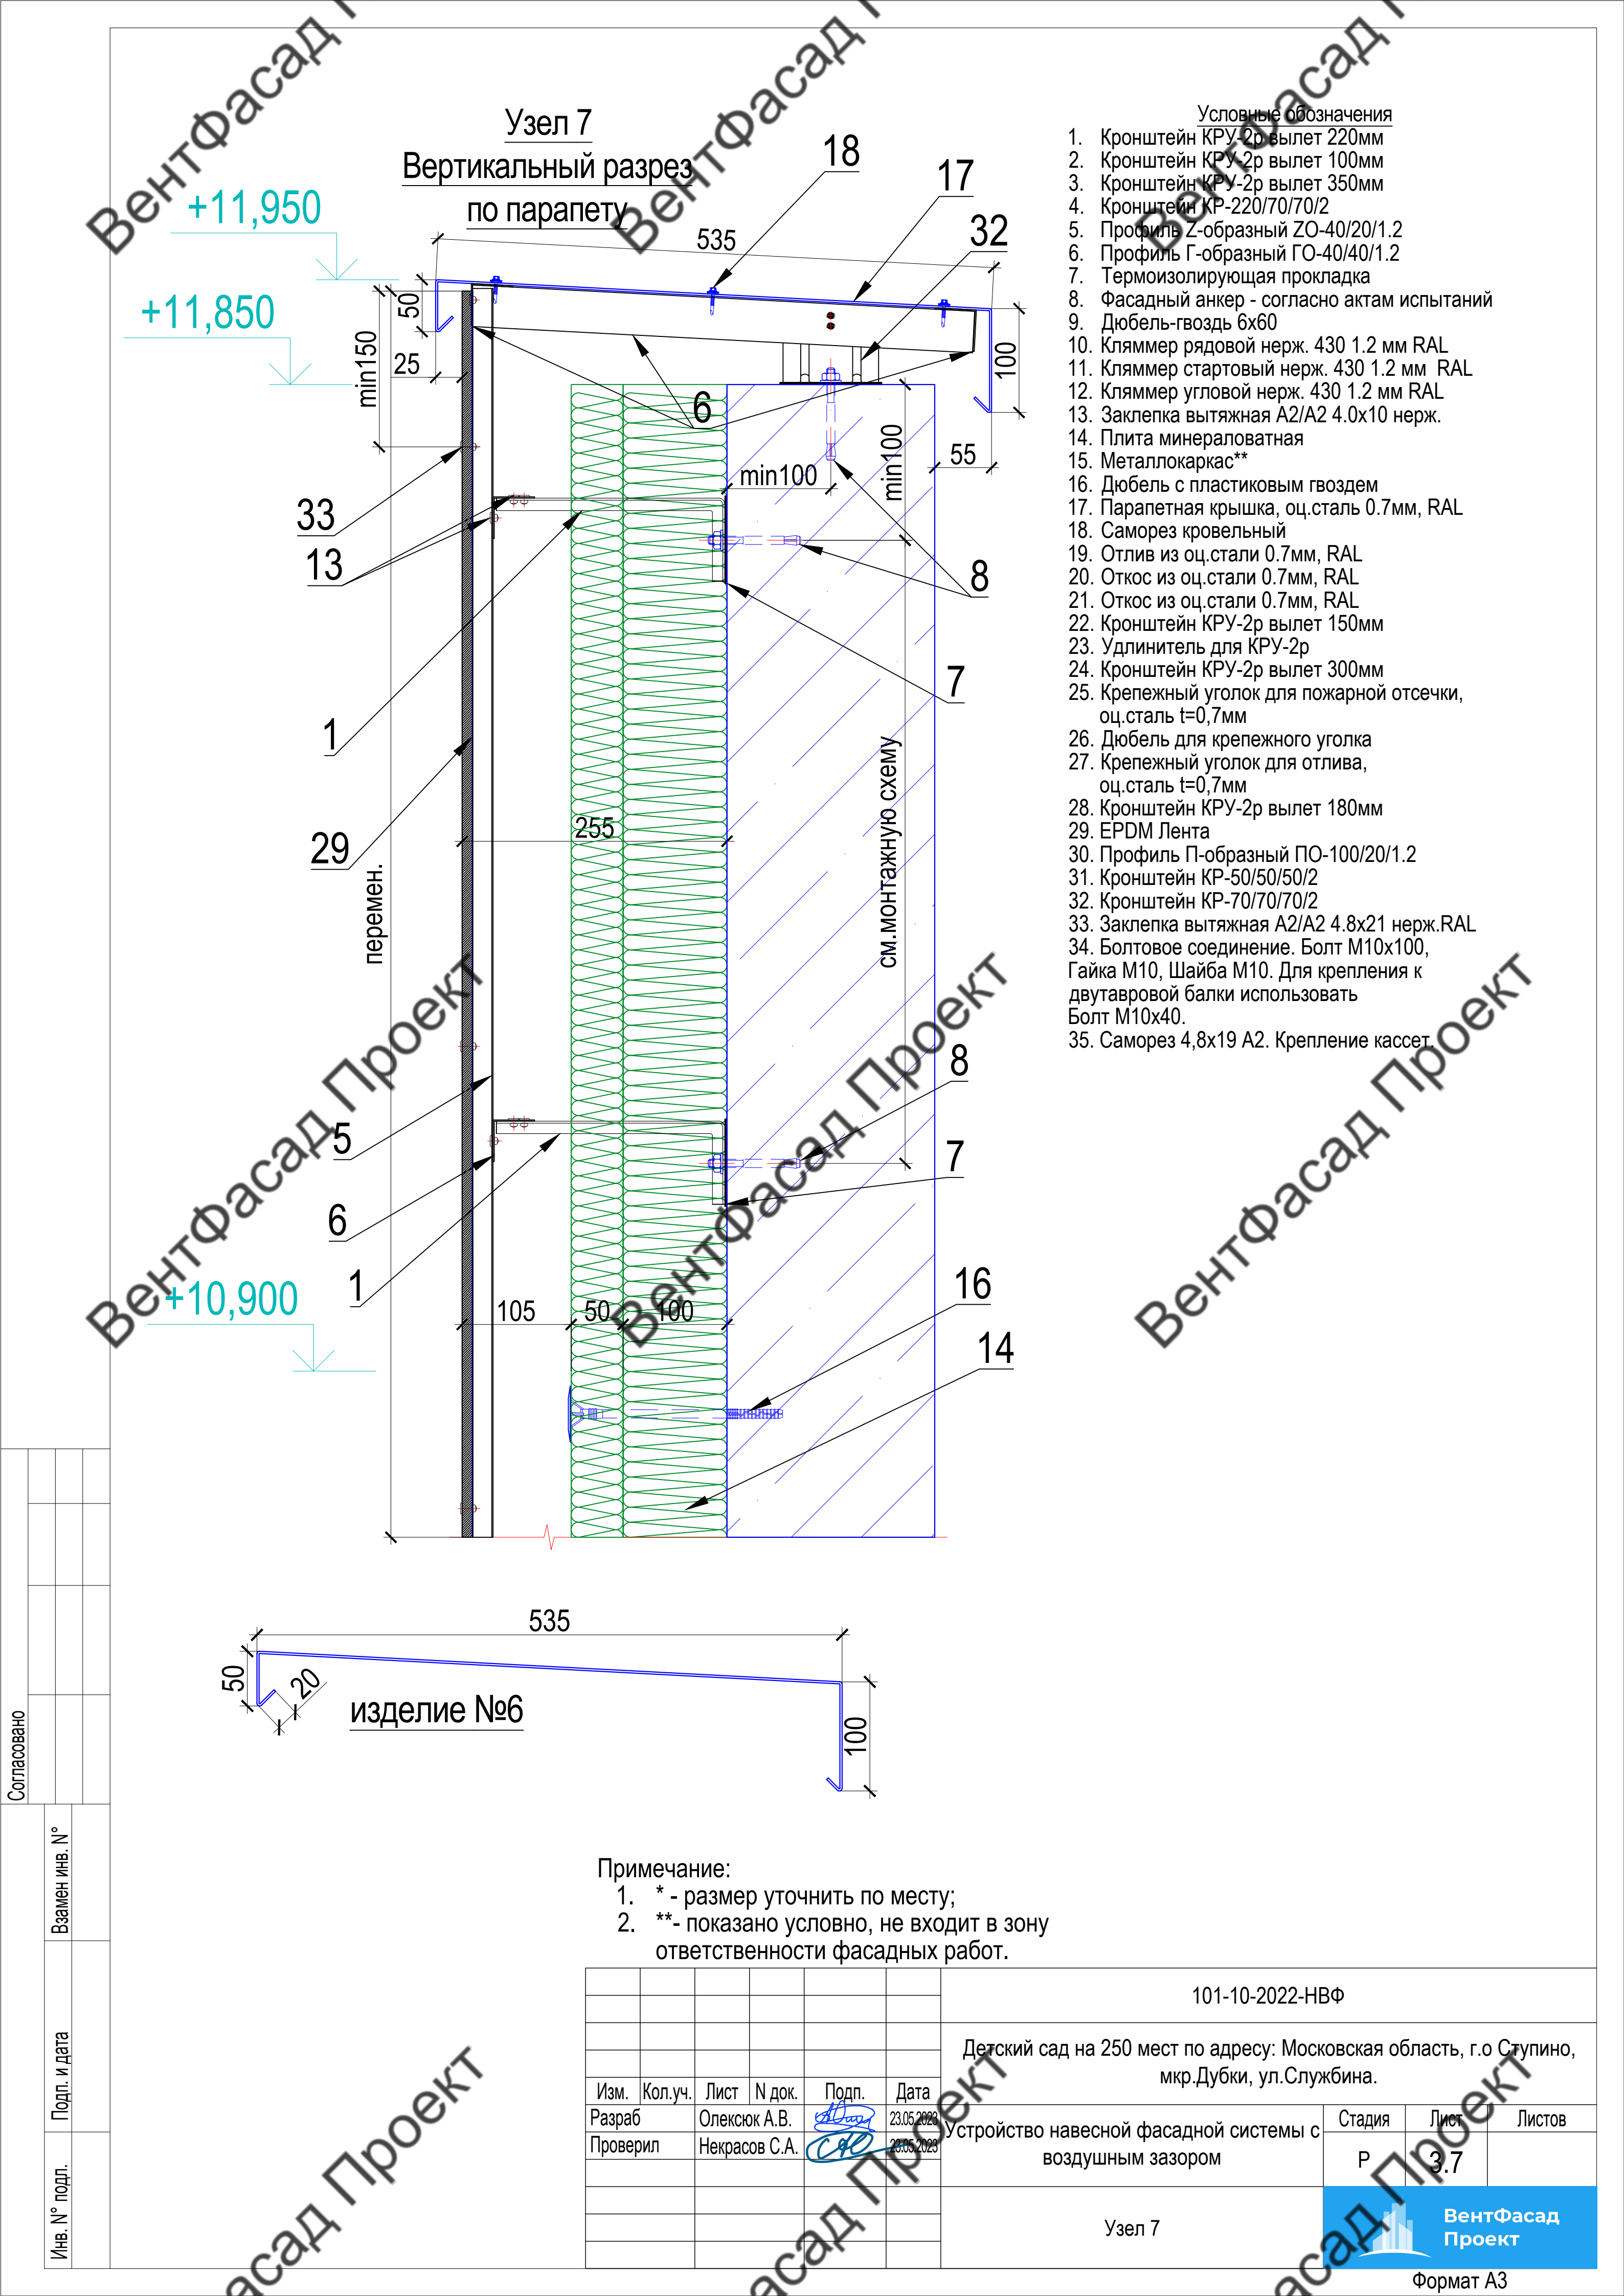 Узел 7
Вертикальный разрез
по парапету
+11,950
+11,850
+10,900
18
17
32
535
50
25
min150
100
55
6
min100
min100
33
13
8
7
1
29
255
перемен.
см.монтажную схему
8
5
7
6
1
16
105
50
100
14
Условные обозначения
1. Кронштейн КРУ-2р вылет 220мм
2. Кронштейн КРУ-2р вылет 100мм
3. Кронштейн КРУ-2р вылет 350мм
4. Кронштейн КР-220/70/70/2
5. Профиль Z-образный ZO-40/20/1.2
6. Профиль Г-образный ГО-40/40/1.2
7. Термоизолирующая прокладка
8. Фасадный анкер - согласно актам испытаний
9. Дюбель-гвоздь 6х60
10. Кляммер рядовой нерж. 430 1.2 мм RAL
11. Кляммер стартовый нерж. 430 1.2 мм RAL
12. Кляммер угловой нерж. 430 1.2 мм RAL
13. Заклепка вытяжная А2/А2 4.0х10 нерж.
14. Плита минераловатная
15. Металлокаркас**
16. Дюбель с пластиковым гвоздем
17. Парапетная крышка, оц.сталь 0.7мм, RAL
18. Саморез кровельный
19. Отлив из оц.стали 0.7мм, RAL
20. Откос из оц.стали 0.7мм, RAL
21. Откос из оц.стали 0.7мм, RAL
22. Кронштейн КРУ-2р вылет 150мм
23. Удлинитель для КРУ-2р
24. Кронштейн КРУ-2р вылет 300мм
25. Крепежный уголок для пожарной отсечки,
оц.сталь t=0,7мм
26. Дюбель для крепежного уголка
27. Крепежный уголок для отлива,
оц.сталь t=0,7мм
28. Кронштейн КРУ-2р вылет 180мм
29. EPDM Лента
30. Профиль П-образный ПО-100/20/1.2
31. Кронштейн КР-50/50/50/2
32. Кронштейн КР-70/70/70/2
33. Заклепка вытяжная А2/А2 4.8х21 нерж.RAL
34. Болтовое соединение. Болт М10х100,
Гайка М10, Шайба М10. Для крепления к
двутавровой балки использовать
Болт М10х40.
35. Саморез 4,8х19 А2. Крепление кассет.
535
50
20
изделие №6
100
Примечание:
1. * - размер уточнить по месту;
2. **- показано условно, не входит в зону
ответственности фасадных работ.
101-10-2022-НВФ
Детский сад на 250 мест по адресу: Московская область, г.о Ступино,
мкр.Дубки, ул.Службина.
Изм. Кол.уч. Лист N док. Подп. Дата
Разраб Олексюк А.В. 23.05.2023
Проверил Некрасов С.А. 23.05.2023
Устройство навесной фасадной системы с
воздушным зазором
Стадия Лист Листов
Р 3.7
Узел 7
ВентФасад
Проект
Формат А3
Согласовано
Взамен инв. N°
Подп. и дата
Инв. N° подл.
ВентФасад Проект
ВентФасад Проект
ВентФасад Проект